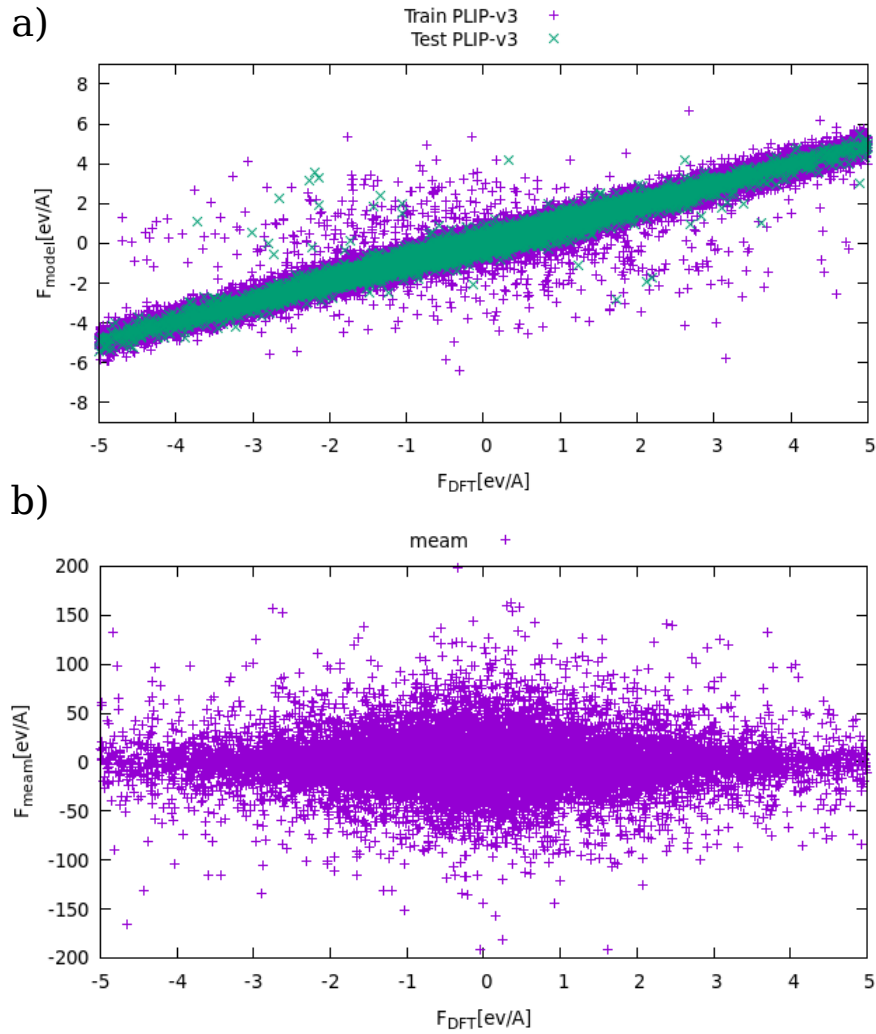 a)
Train PLIP-v3
Test PLIP-v3
8
6
4
2
0
-2
-4
-6
-8
F_model[ev/A]
-5 -4 -3 -2 -1 0 1 2 3 4 5
F_DFT[ev/A]
b)
meam
200
150
100
50
0
-50
-100
-150
-200
F_meam[ev/A]
-5 -4 -3 -2 -1 0 1 2 3 4 5
F_DFT[ev/A]